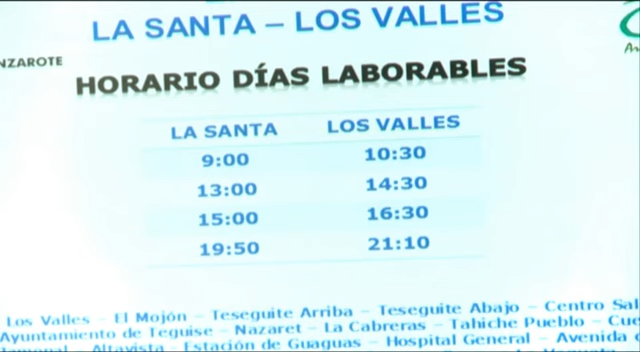 LA SANTA – LOS VALLES
NZAROTE
HORARIO DÍAS LABORABLES
LA SANTA LOS VALLES
9:00 10:30
13:00 14:30
15:00 16:30
19:50 21:10
Los Valles – El Mojón – Teseguite Arriba – Teseguite Abajo – Centro Sal
Ayuntamiento de Teguise – Nazaret – La Cabreras – Tahiche Pueblo – Cue
Altavista – Estación de Guaguas – Hospital General – Avenida